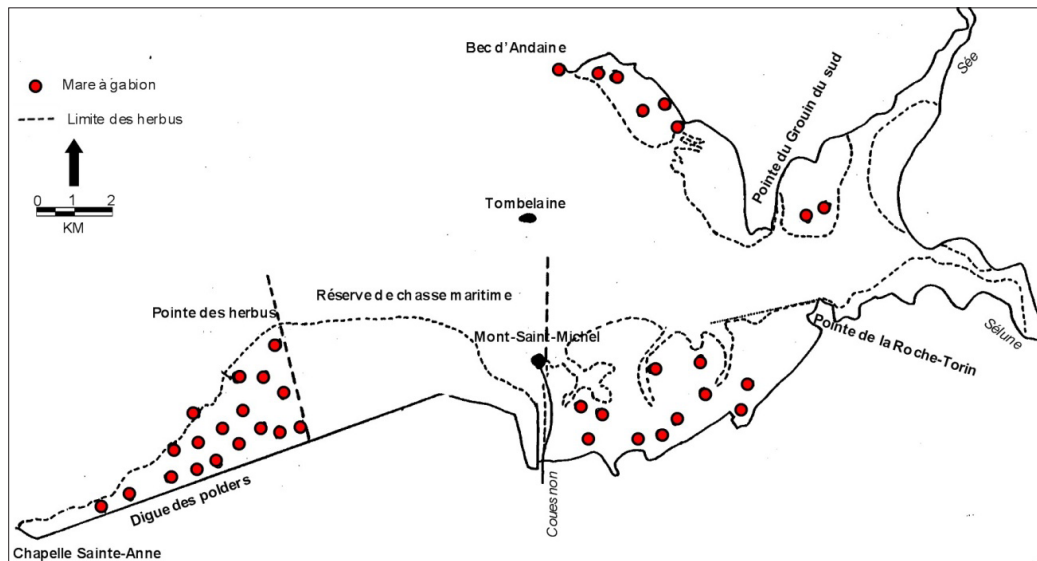 Bec d'Andaine
Mare à gabion
Limite des herbus
0 1 2
KM
Sée
Pointe du Grouin du sud
Tombelaine
Réserve de chasse maritime
Pointe des herbus
Mont-Saint-Michel
Pointe de la Roche-Torin
Sélune
Digue des polders
Couesnon
Chapelle Sainte-Anne